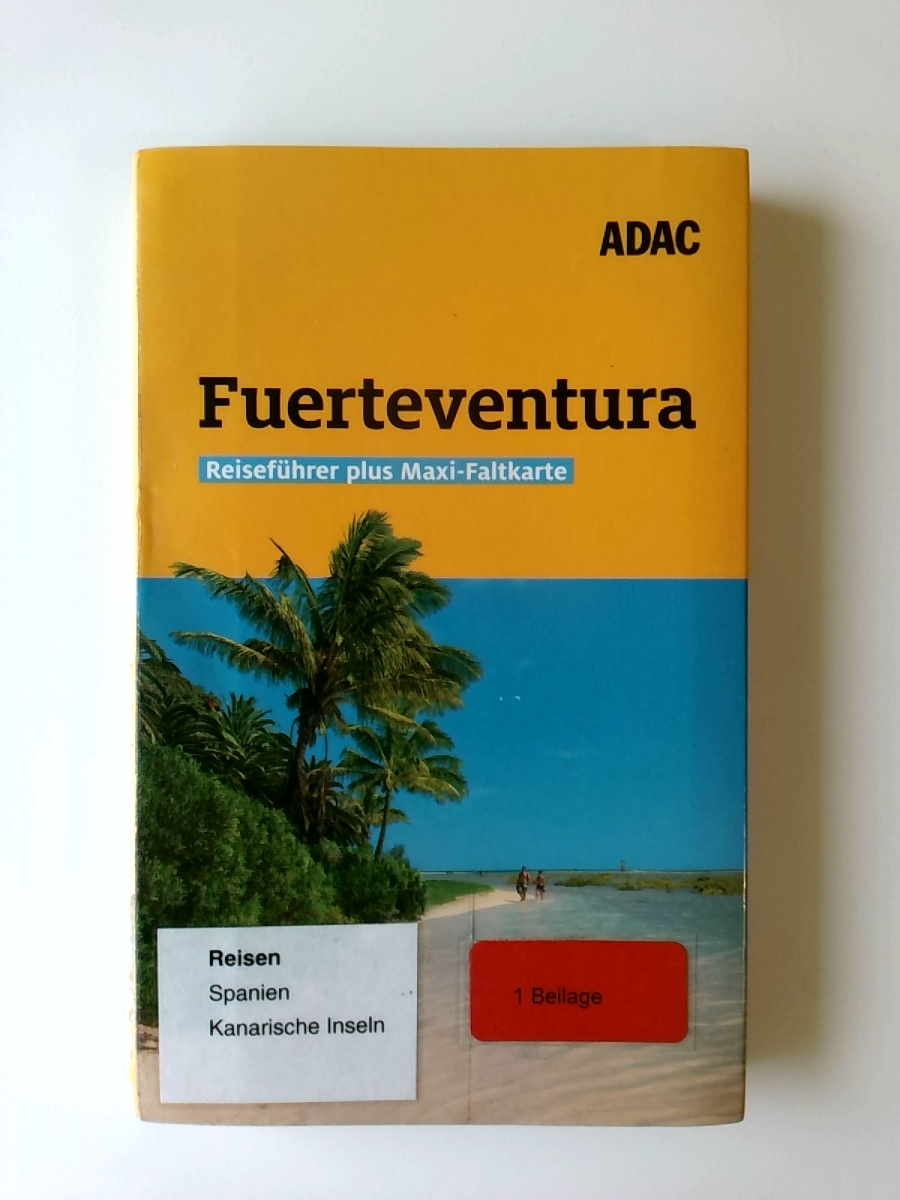 ADAC
Fuerteventura
Reiseführer plus Maxi-Faltkarte
Reisen
Spanien
Kanarische Inseln
1 Beilage